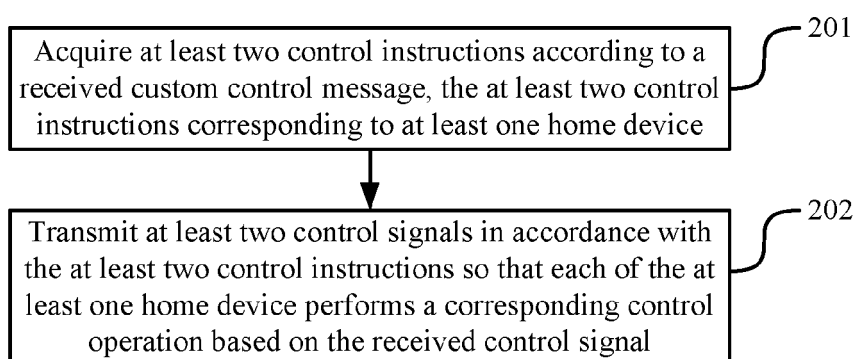 201
Acquire at least two control instructions according to a
received custom control message, the at least two control
instructions corresponding to at least one home device
202
Transmit at least two control signals in accordance with
the at least two control instructions so that each of the at
least one home device performs a corresponding control
operation based on the received control signal